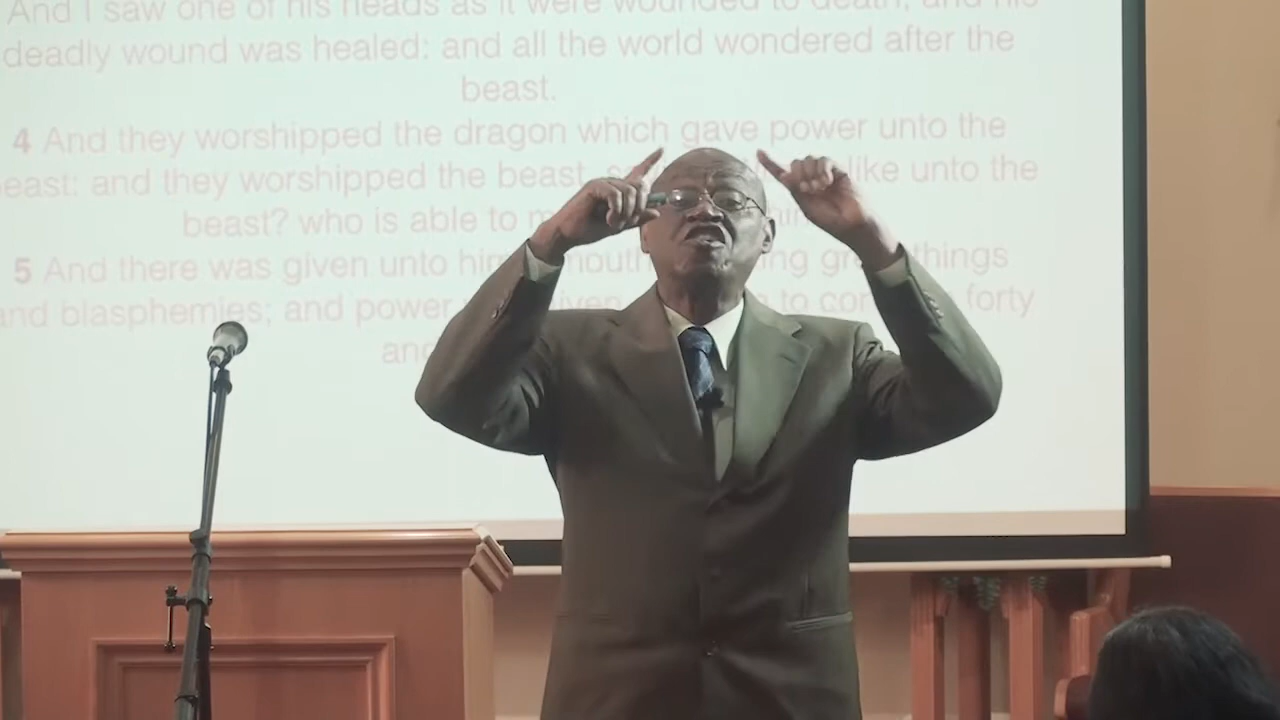 And I saw one of his heads as it were wounded to death; and his
deadly wound was healed: and all the world wondered after the
beast.
4 And they worshipped the dragon which gave power unto the
east: and they worshipped the beast, like unto the
beast? who is able to
5 And there was given unto him mouth things
and blasphemies; and power forty
and